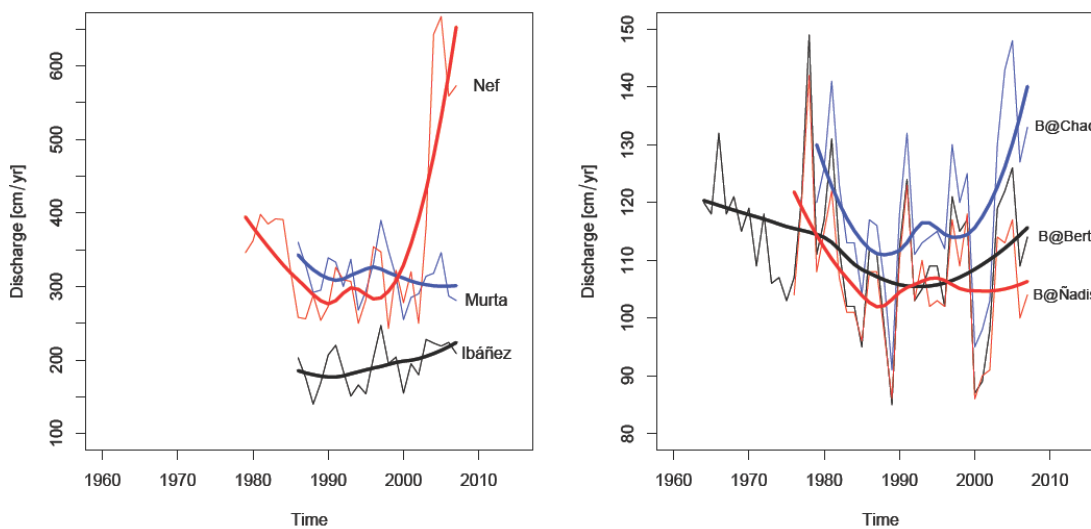 Discharge [cm/yr]
100
200
300
400
500
600
Nef
Murta
Ibáñez
1960 1970 1980 1990 2000 2010
Time
Discharge [cm/yr]
80
90
100
110
120
130
140
150
B@Chac
B@Bert
B@Ñadis
1960 1970 1980 1990 2000 2010
Time